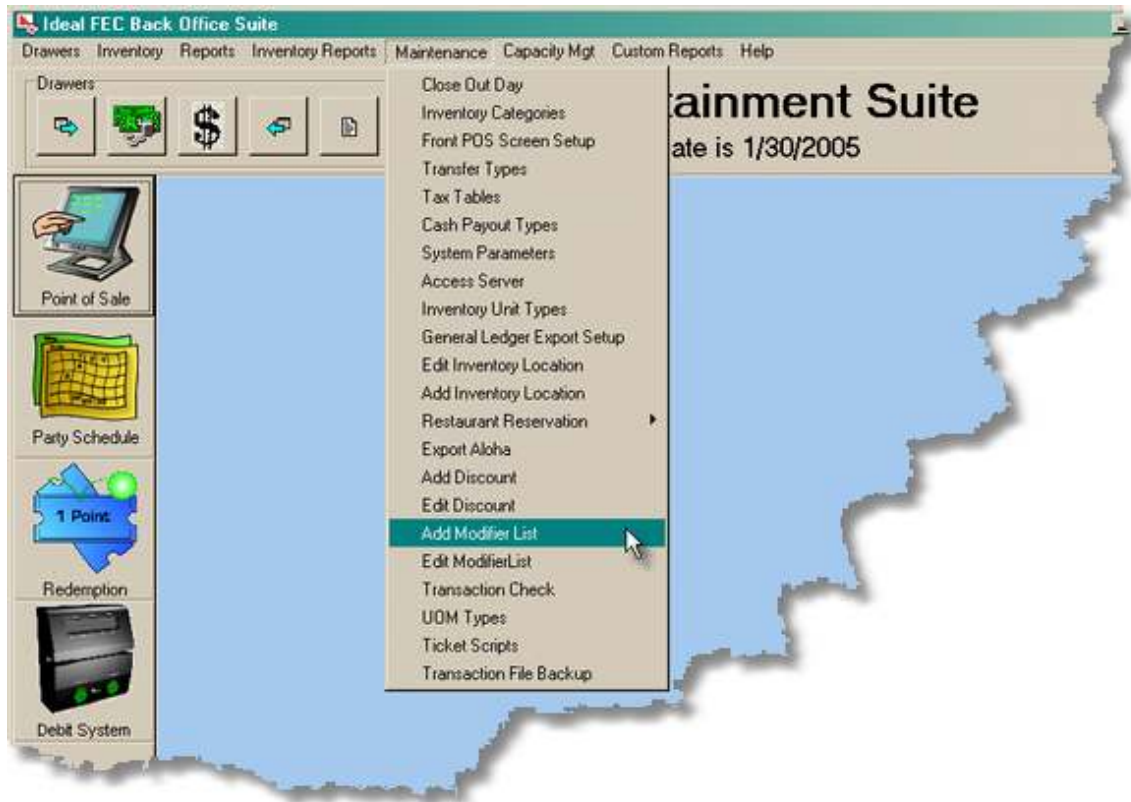 Ideal FEC Back Office Suite
Drawers Inventory Reports Inventory Reports Maintenance Capacity Mgt Custom Reports Help
Drawers
tainment Suite
ate is 1/30/2005
Close Out Day
Inventory Categories
Front POS Screen Setup
Transfer Types
Tax Tables
Cash Payout Types
System Parameters
Access Server
Inventory Unit Types
General Ledger Export Setup
Edit Inventory Location
Add Inventory Location
Restaurant Reservation
Export Aloha
Add Discount
Edit Discount
Add Modifier List
Edit ModifierList
Transaction Check
UOM Types
Ticket Scripts
Transaction File Backup
Point of Sale
Party Schedule
1 Point
Redemption
Debit System